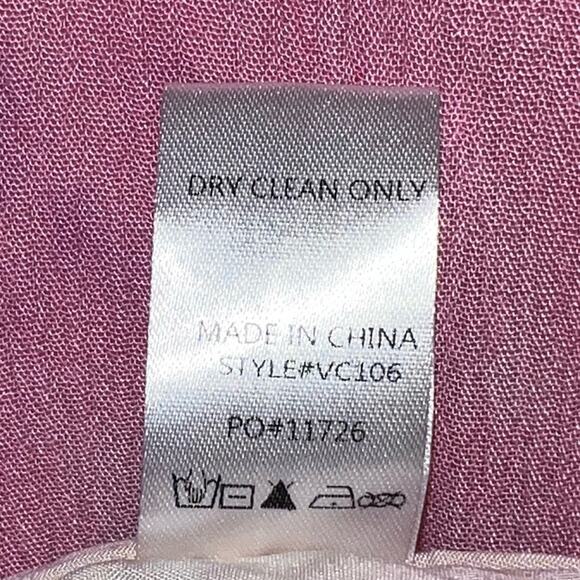 DRY CLEAN ONLY
MADE IN CHINA
STYLE#VC106
PO#11726